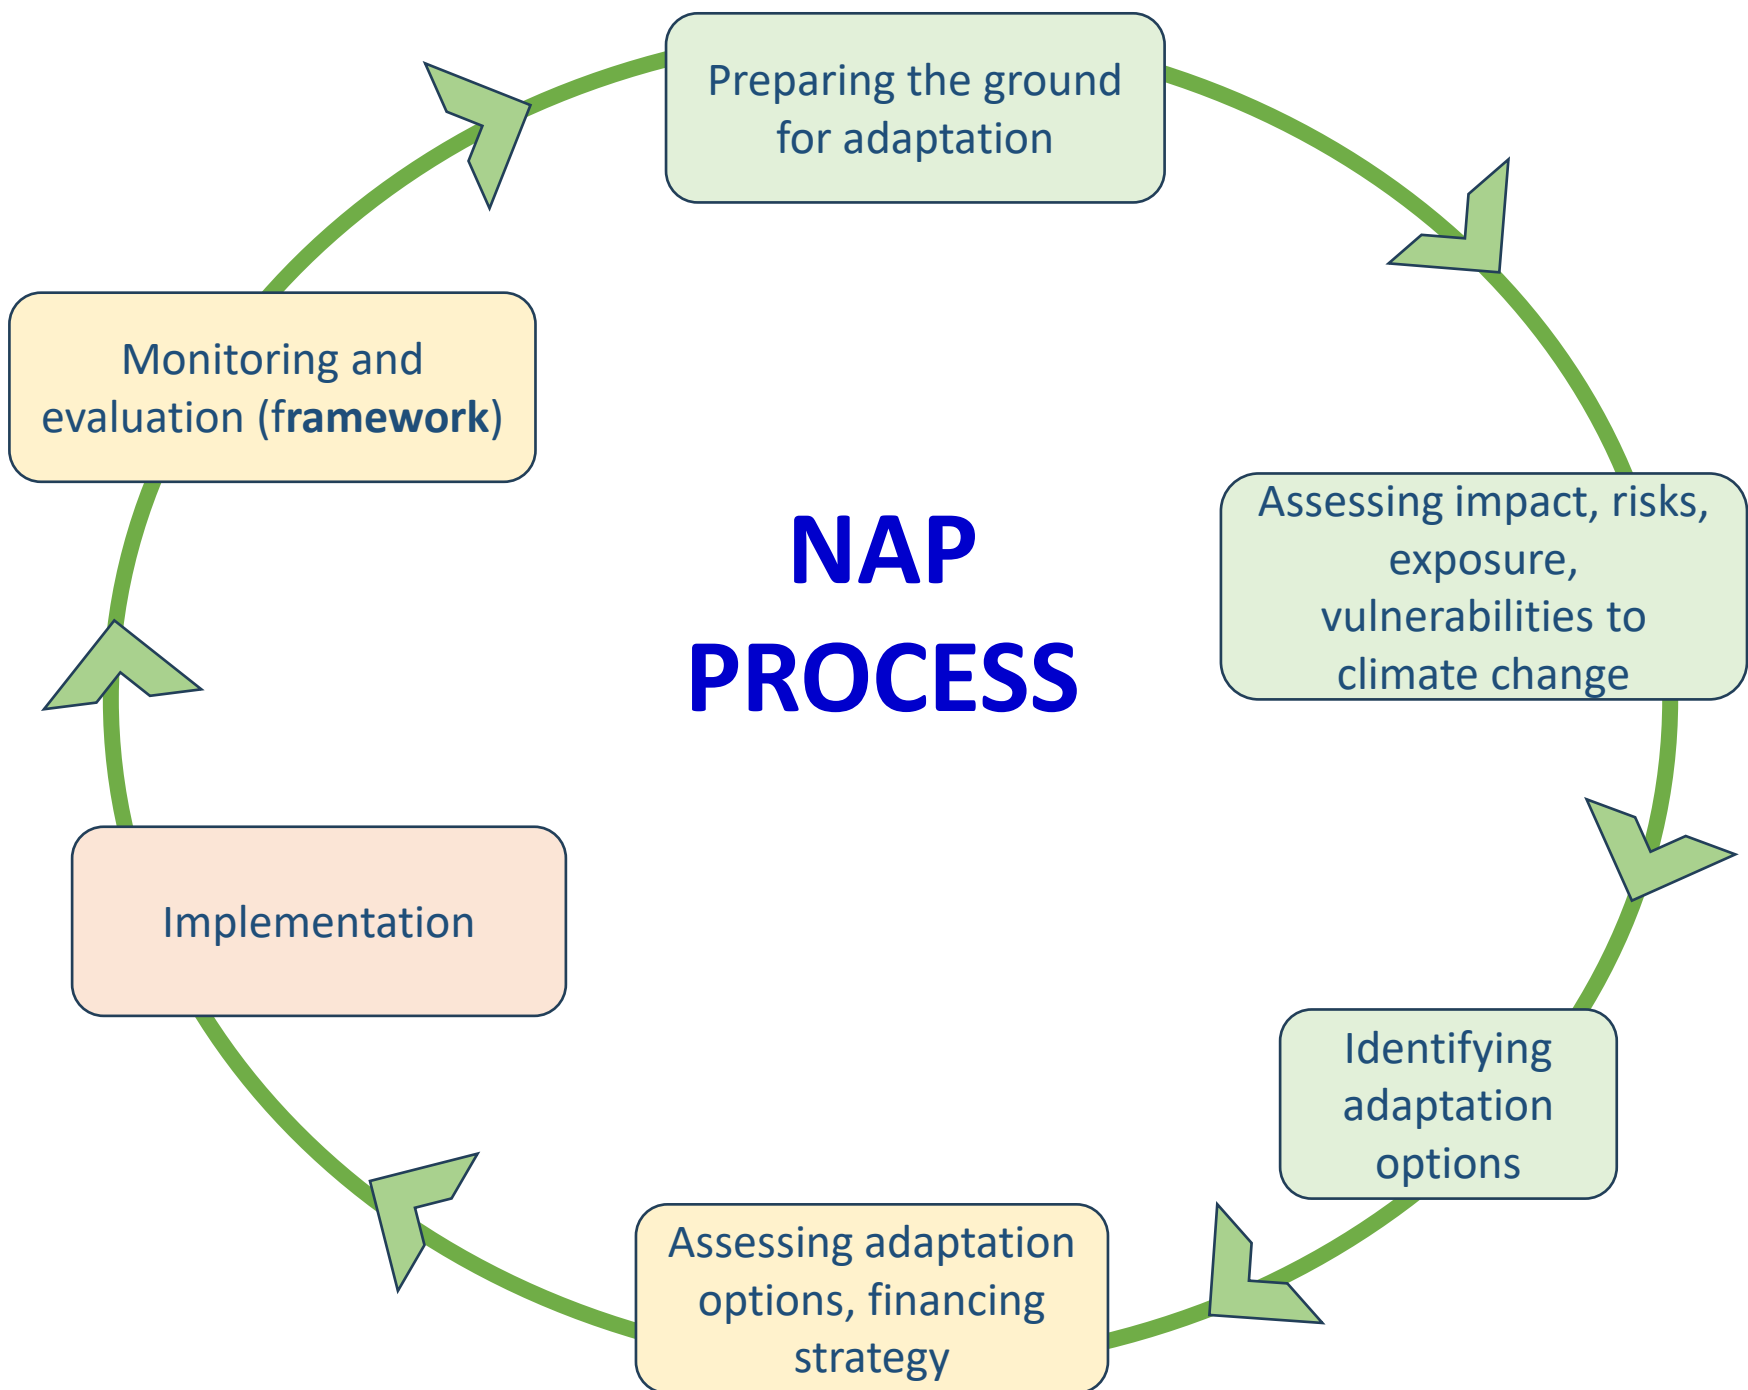 Preparing the ground
for adaptation
Assessing impact, risks,
exposure,
vulnerabilities to
climate change
Identifying
adaptation
options
Assessing adaptation
options, financing
strategy
Implementation
Monitoring and
evaluation (framework)
NAP
PROCESS